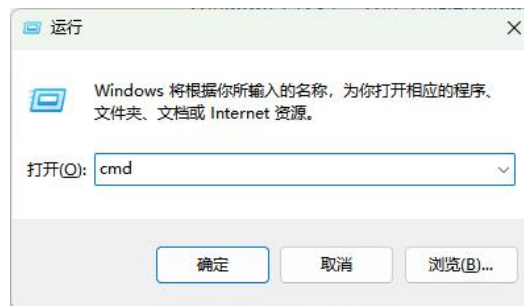 运行
Windows 将根据你所输入的名称，为你打开相应的程序、
文件夹、文档或 Internet 资源。
打开(O): cmd
确定 取消 浏览(B)...